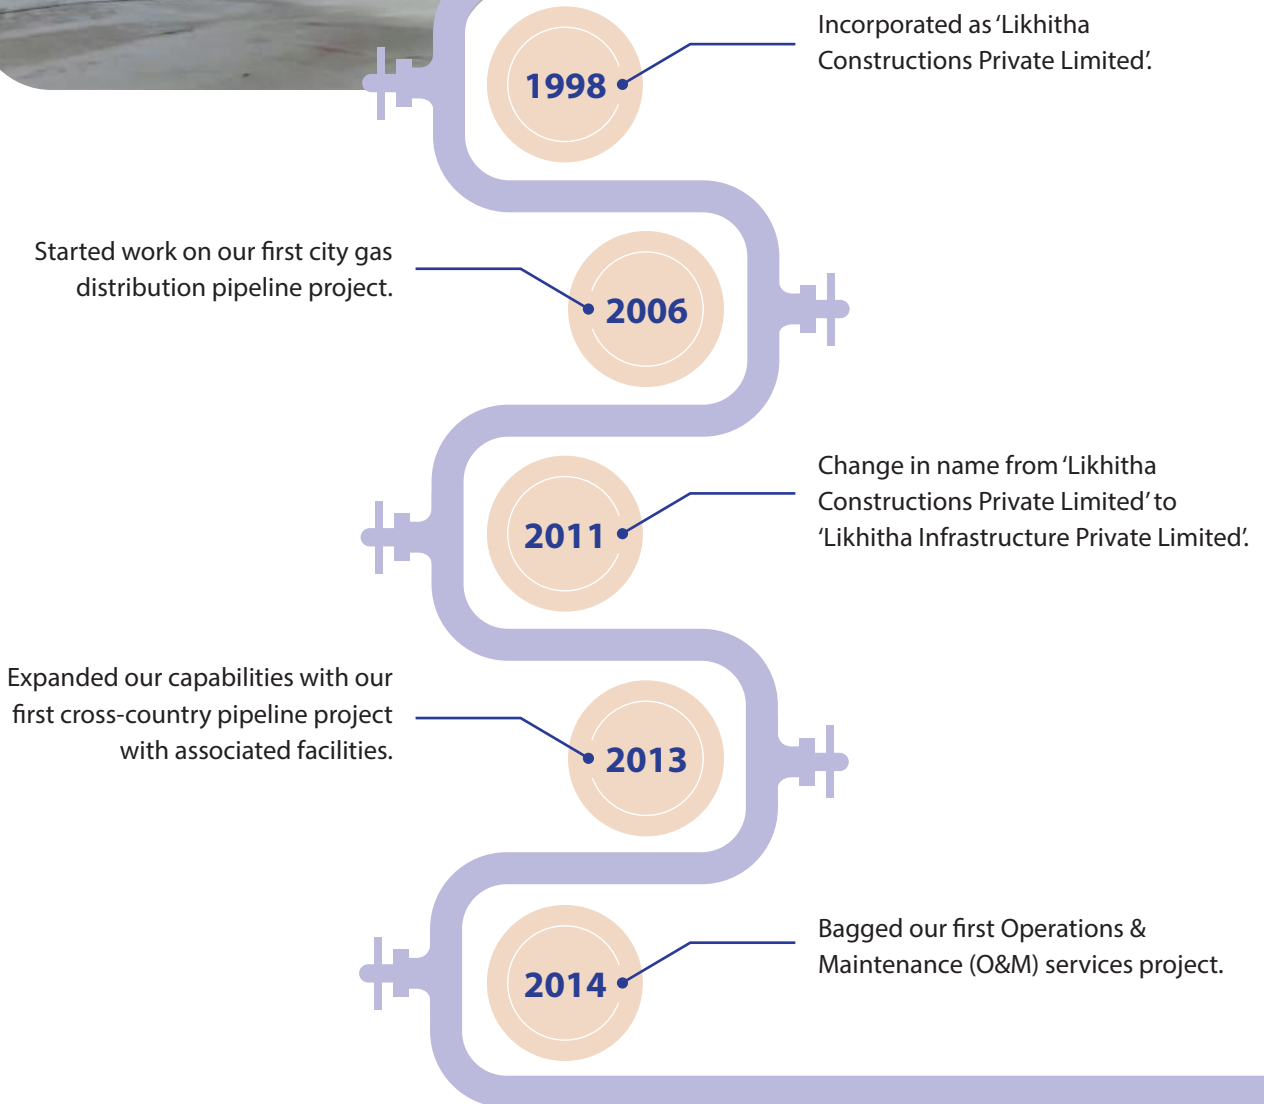 Incorporated as ‘Likhitha
Constructions Private Limited’.
1998
Started work on our first city gas
distribution pipeline project.
2006
Change in name from ‘Likhitha
Constructions Private Limited’ to
‘Likhitha Infrastructure Private Limited’.
2011
Expanded our capabilities with our
first cross-country pipeline project
with associated facilities.
2013
Bagged our first Operations &
Maintenance (O&M) services project.
2014